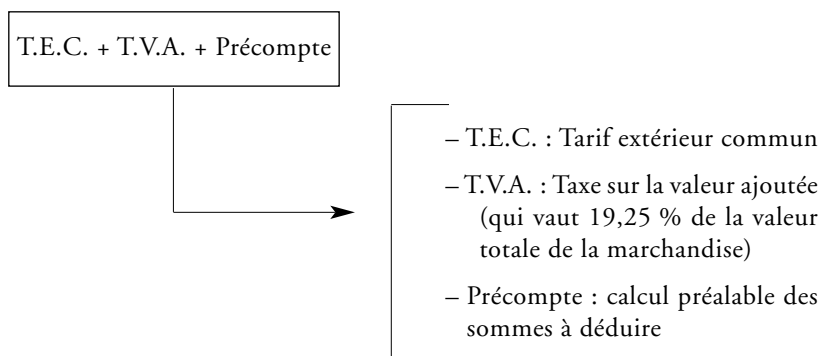 T.E.C. + T.V.A. + Précompte
– T.E.C. : Tarif extérieur commun
– T.V.A. : Taxe sur la valeur ajoutée
(qui vaut 19,25 % de la valeur
totale de la marchandise)
– Précompte : calcul préalable des
sommes à déduire